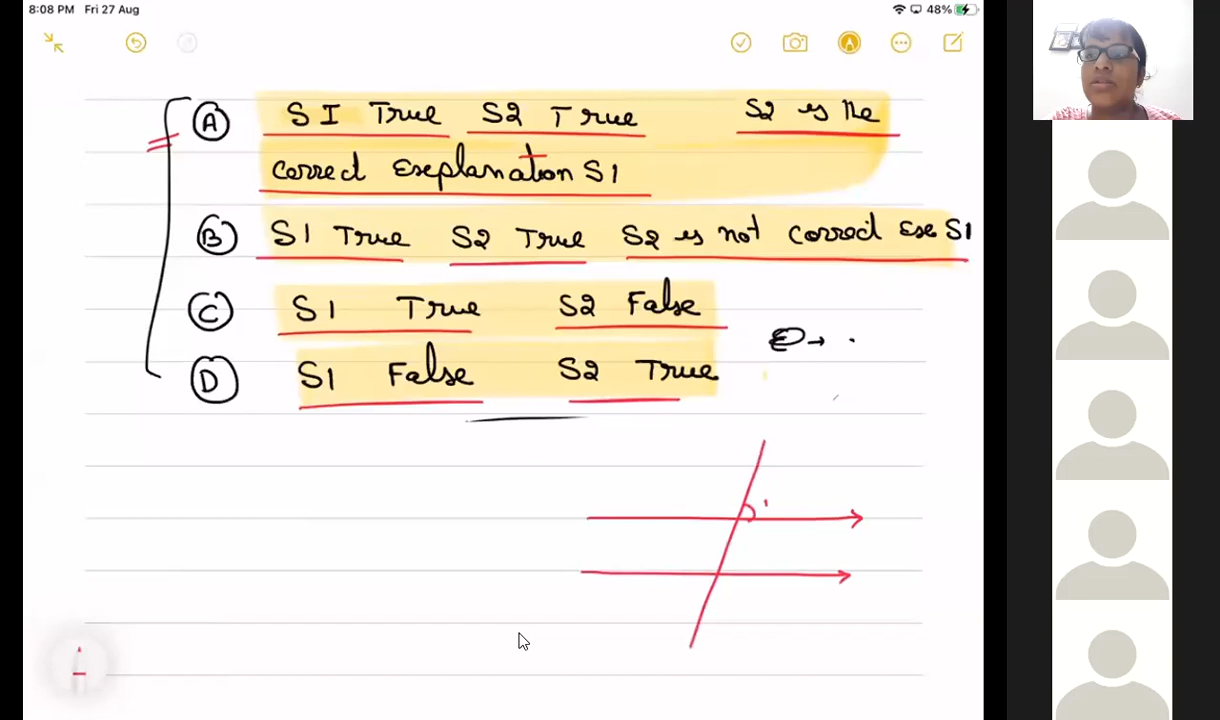 8:08 PM Fri 27 Aug
48%
A S I True S2 True S2 is the
correct Explanation S1
B S1 True S2 True S2 is not correct Exe S1
C S1 True S2 False
D S1 False S2 True